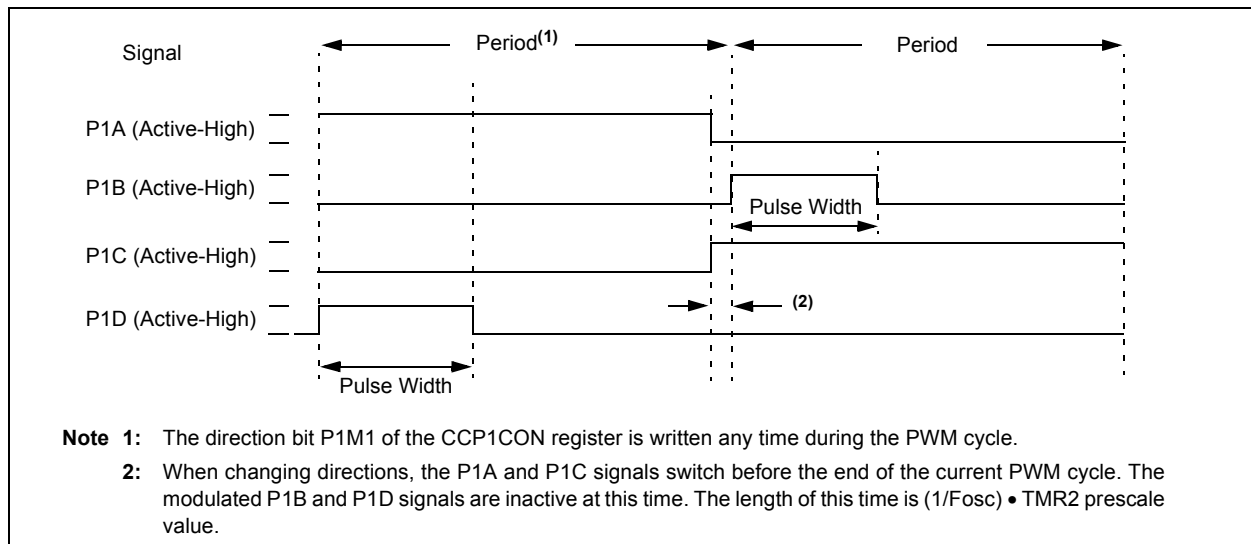 Signal
Period(1)
Period
P1A (Active-High)
P1B (Active-High)
Pulse Width
P1C (Active-High)
(2)
P1D (Active-High)
Pulse Width
Note 1: The direction bit P1M1 of the CCP1CON register is written any time during the PWM cycle.
2: When changing directions, the P1A and P1C signals switch before the end of the current PWM cycle. The
modulated P1B and P1D signals are inactive at this time. The length of this time is (1/Fosc) • TMR2 prescale
value.